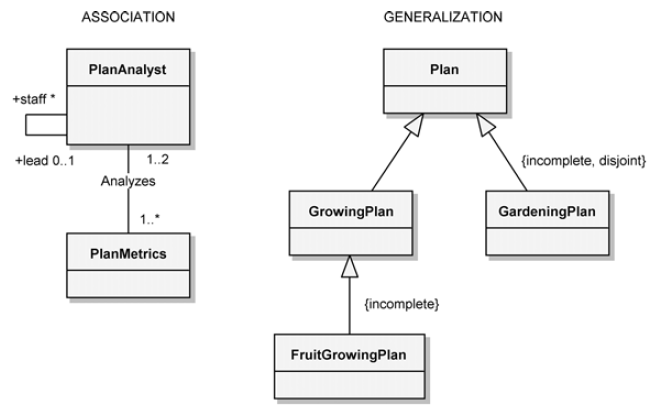 ASSOCIATION
PlanAnalyst
+staff *
+lead 0..1
1..2
Analyzes
1..*
PlanMetrics
GENERALIZATION
Plan
{incomplete, disjoint}
GrowingPlan
GardeningPlan
{incomplete}
FruitGrowingPlan